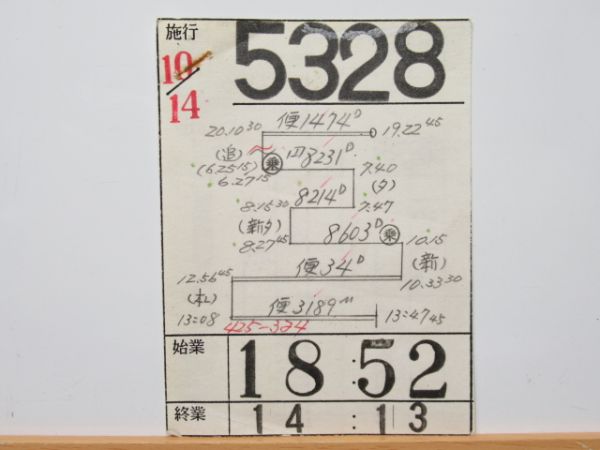 施行 5328
10/14
便1474D
20.10 30 19.22 45
(追) 乗 回8231D
(6.25 15) 7.40
6.27 15 (夕)
8214D
8.15 30 7.47
(新夕) 8603D 乗
8.27 45 10.15
便34D (新)
12.56 45 10.33 30
(本レ)
便3189M
13:08 13:47 45
425-324
始業 18:52
終業 14:13